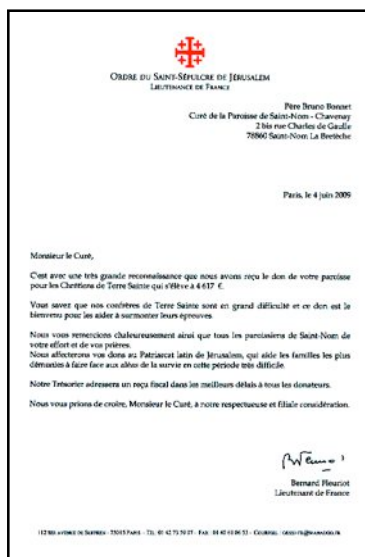 ORDRE DU SAINT-SÉPULCRE DE JÉRUSALEM
LIEUTENANCE DE FRANCE
Père Bruno Bonnet
Curé de la Paroisse de Saint-Nom - Chavenay
2 bis rue Charles de Gaulle
78860 Saint-Nom La Bretèche
Paris, le 4 juin 2009
Monsieur le Curé,
C'est avec une très grande reconnaissance que nous avons reçu le don de votre paroisse
pour les Chrétiens de Terre Sainte qui s'élève à 4 617 €.
Vous savez que nos confrères de Terre Sainte sont en grand difficulté et ce don est le
bienvenu pour les aider à surmonter leurs épreuves.
Nous vous remercions chaleureusement ainsi que tous les paroissiens de Saint-Nom de
votre effort et de vos prières.
Nous affecterons vos dons au Patriarcat latin de Jérusalem, qui aide les familles les plus
démunies à faire face aux aléas de la survie en cette période très difficile.
Notre Trésorier adressera un reçu fiscal dans les meilleurs délais à tous les donateurs.
Nous vous prions de croire, Monsieur le Curé, à notre respectueuse et filiale considération.
Bernard Fleuriot
Lieutenant de France
AVENUE DE SUFFREN - 75015 PARIS - TEL